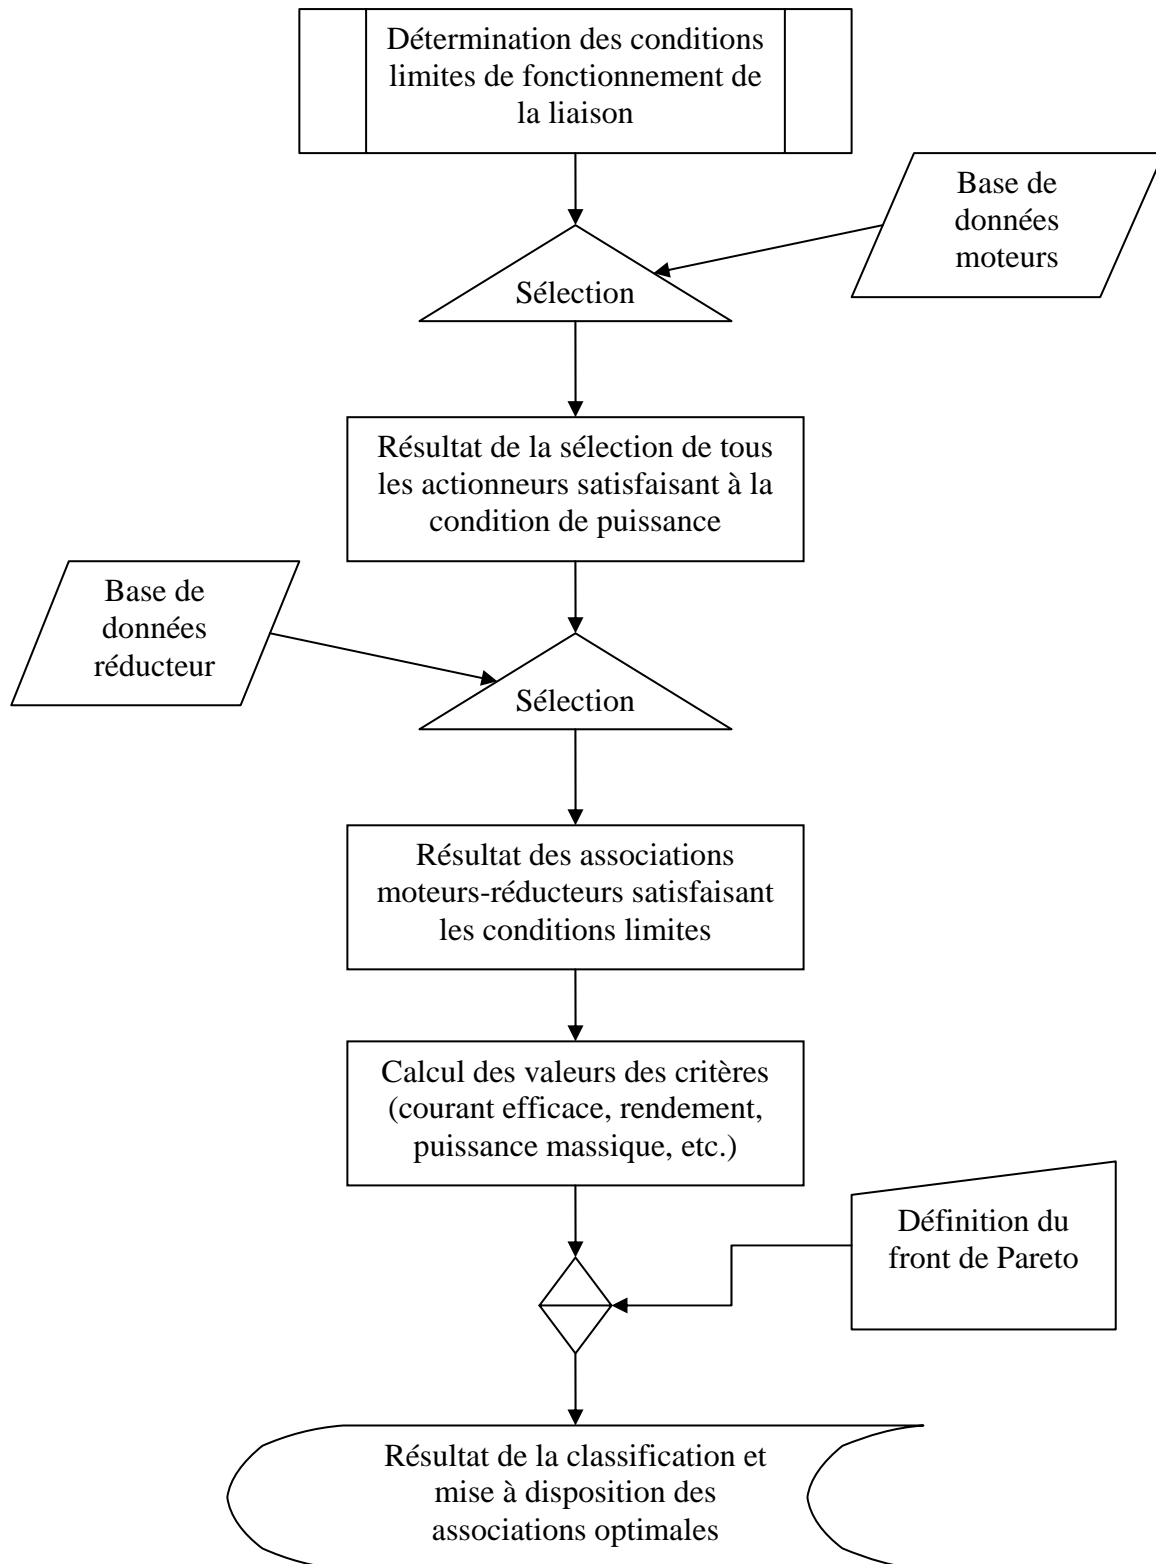 Détermination des conditions
limites de fonctionnement de
la liaison
Base de
données
moteurs
Sélection
Résultat de la sélection de tous
les actionneurs satisfaisant à la
condition de puissance
Base de
données
réducteur
Sélection
Résultat des associations
moteurs-réducteurs satisfaisant
les conditions limites
Calcul des valeurs des critères
(courant efficace, rendement,
puissance massique, etc.)
Définition du
front de Pareto
Résultat de la classification et
mise à disposition des
associations optimales